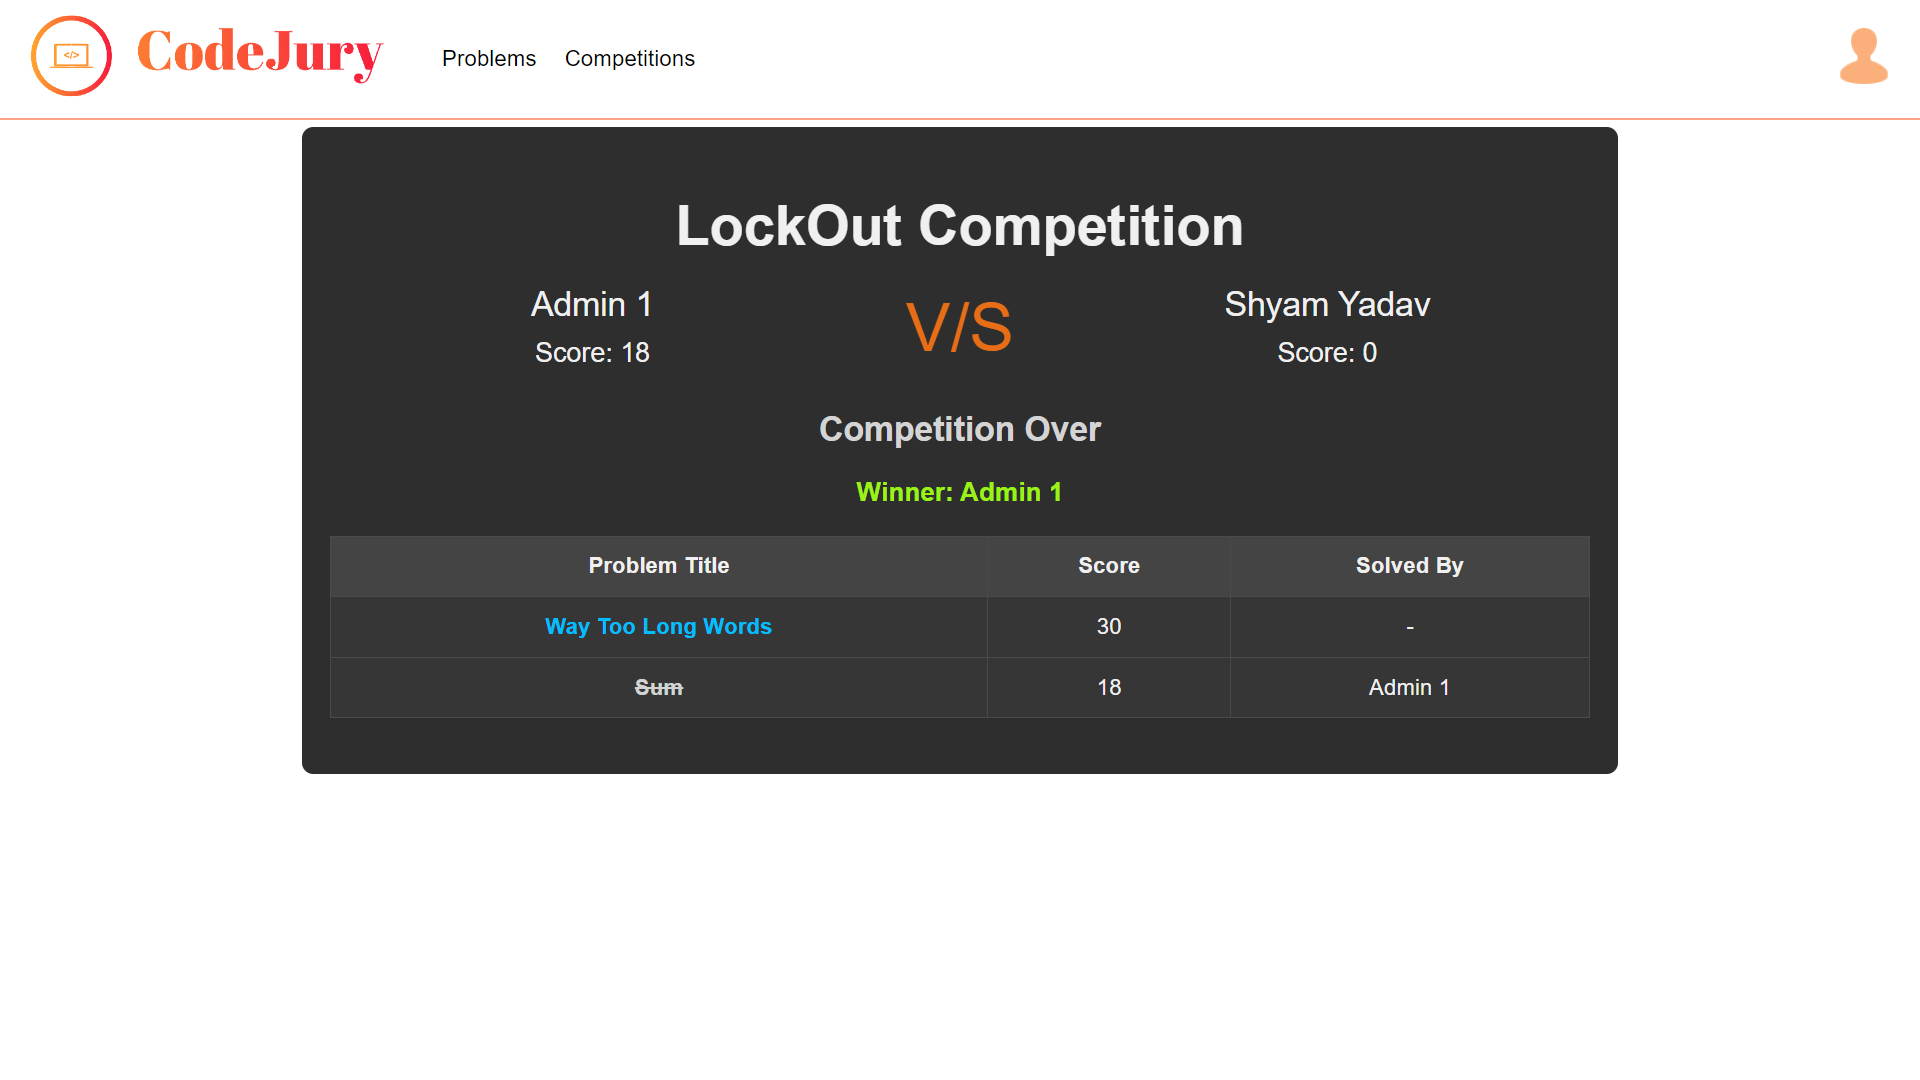 </> CodeJury Problems Competitions
LockOut Competition
Admin 1 V/S Shyam Yadav
Score: 18 Score: 0
Competition Over
Winner: Admin 1
Problem Title Score Solved By
Way Too Long Words 30 -
Sum 18 Admin 1